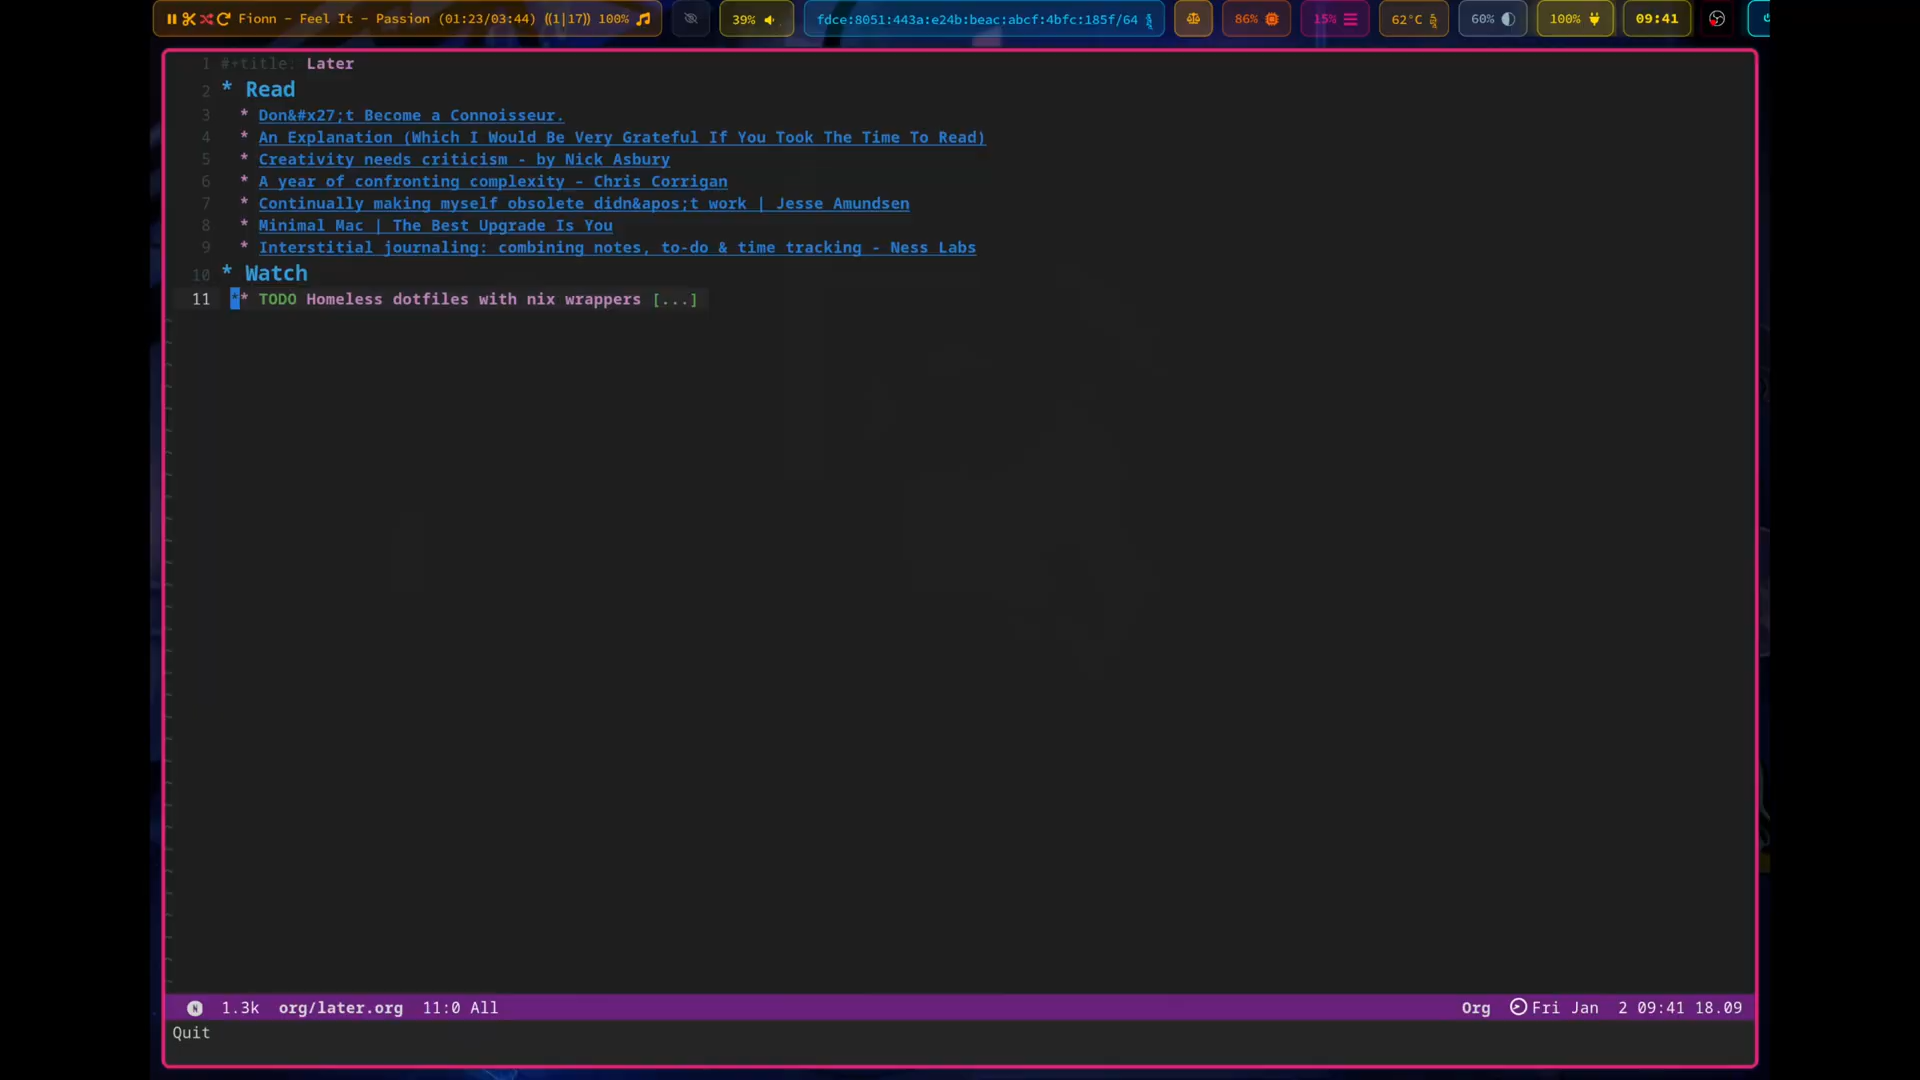 Fionn – Feel It – Passion (01:23/03:44) ((1|17)) 100% 39% fdce:8051:443a:e24b:beac:abcf:4bfc:185f/64 86% 15% 62°C 60% 100% 09:41
1 #+title: Later
2 * Read
3 * Don&#x27;t Become a Connoisseur.
4 * An Explanation (Which I Would Be Very Grateful If You Took The Time To Read)
5 * Creativity needs criticism - by Nick Asbury
6 * A year of confronting complexity – Chris Corrigan
7 * Continually making myself obsolete didn&apos;t work | Jesse Amundsen
8 * Minimal Mac | The Best Upgrade Is You
9 * Interstitial journaling: combining notes, to-do & time tracking - Ness Labs
10 * Watch
11 ** TODO Homeless dotfiles with nix wrappers [...]
N 1.3k org/later.org 11:0 All Org Fri Jan 2 09:41 18.09
Quit